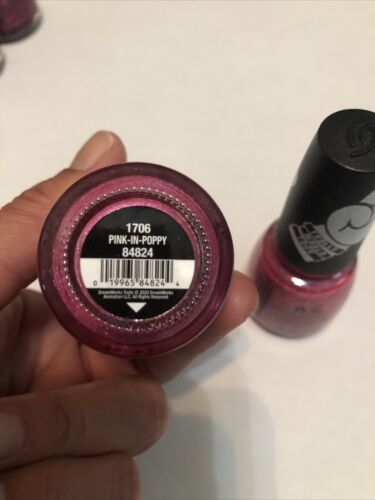 1706
PINK-IN-POPPY
84824
0 19965 84824 4
DreamWorks Trolls © 2020 DreamWorks
Animation LLC. All Rights Reserved.